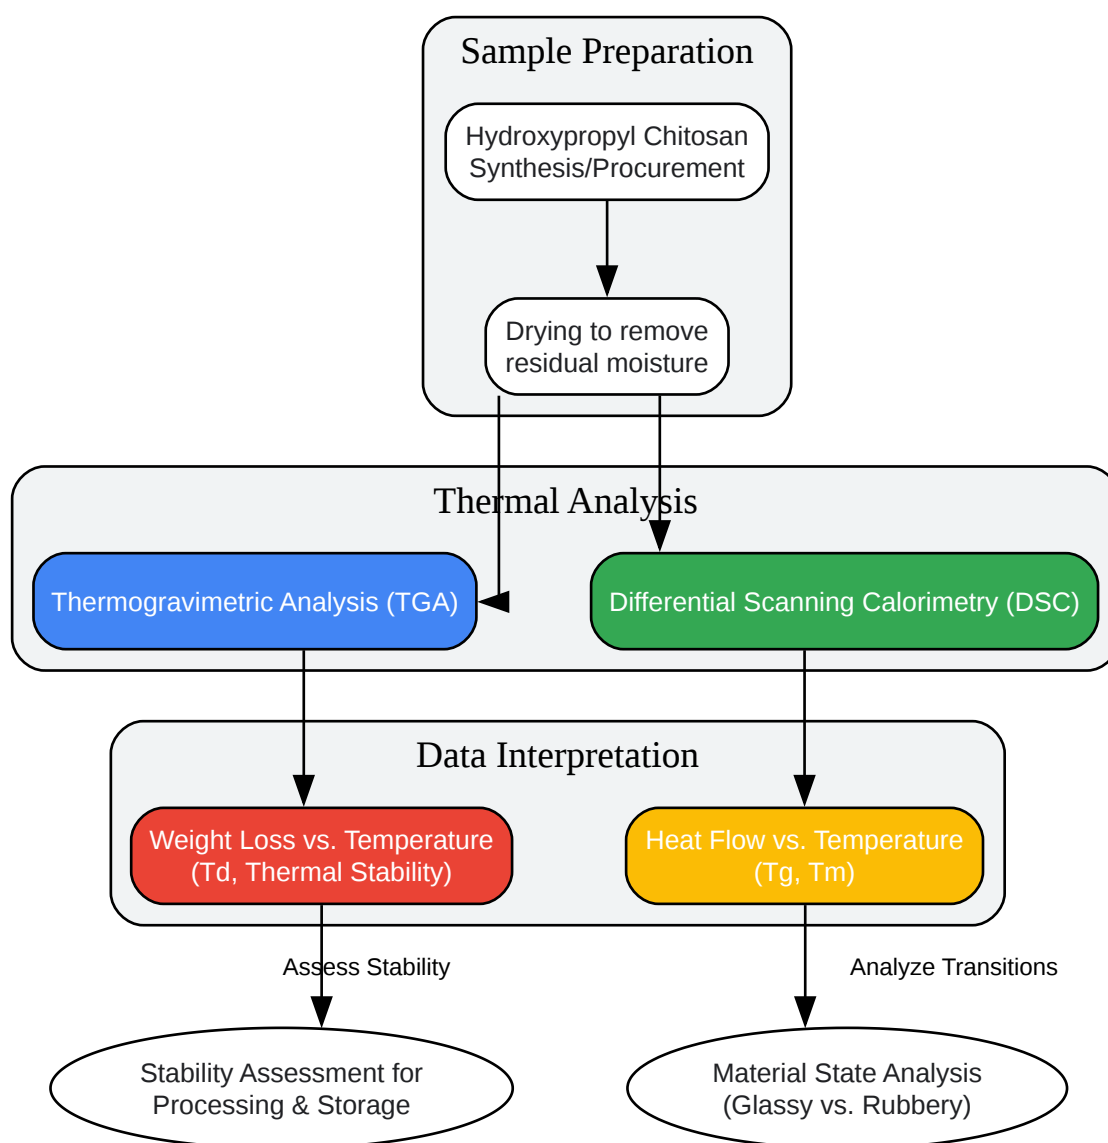 Sample Preparation
Hydroxypropyl Chitosan
Synthesis/Procurement
Drying to remove
residual moisture
Thermal Analysis
Thermogravimetric Analysis (TGA)
Differential Scanning Calorimetry (DSC)
Data Interpretation
Weight Loss vs. Temperature
(Td, Thermal Stability)
Heat Flow vs. Temperature
(Tg, Tm)
Assess Stability
Analyze Transitions
Stability Assessment for
Processing & Storage
Material State Analysis
(Glassy vs. Rubbery)